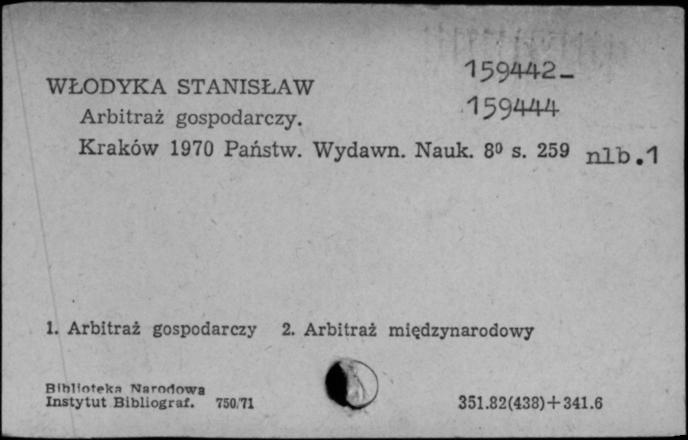 159442-
WŁODYKA STANISŁAW
159444
Arbitraż gospodarczy.
Kraków 1970 Państw. Wydawn. Nauk. 8⁰ s. 259 nlb.1
1. Arbitraż gospodarczy 2. Arbitraż międzynarodowy
Biblioteka Narodowa
Instytut Bibliograf. 750/71
351.82(438)+341.6